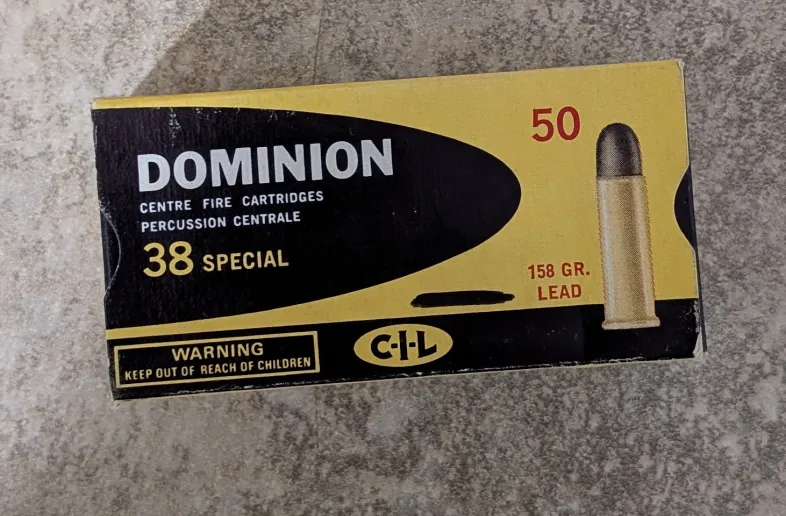 DOMINION
CENTRE FIRE CARTRIDGES
PERCUSSION CENTRALE
38 SPECIAL
50
158 GR.
LEAD
WARNING
KEEP OUT OF REACH OF CHILDREN
C-I-L